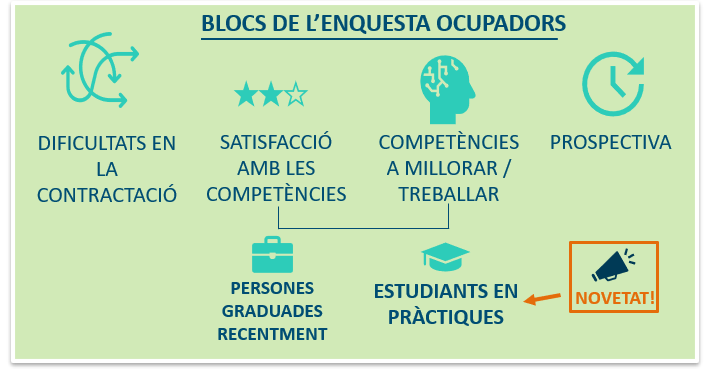 BLOCS DE L'ENQUESTA OCUPADORS
DIFICULTATS EN
LA
CONTRACTACIÓ
SATISFACCIÓ
AMB LES
COMPETÈNCIES
COMPETÈNCIES
A MILLORAR /
TREBALLAR
PROSPECTIVA
PERSONES
GRADUADES
RECENTMENT
ESTUDIANTS EN
PRÀCTIQUES
NOVETAT!